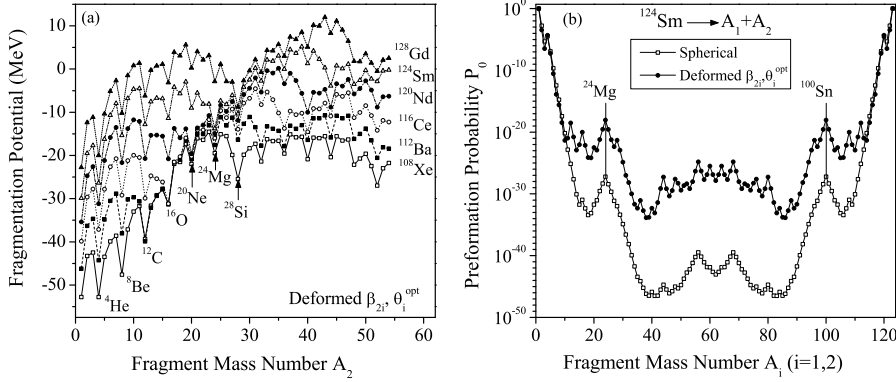 (a)
Fragmentation Potential (MeV)
10
0
-10
-20
-30
-40
-50
0 10 20 30 40 50 60
Fragment Mass Number A₂
¹²⁸Gd
¹²⁴Sm
¹²⁰Nd
¹¹⁶Ce
¹¹²Ba
¹⁰⁸Xe
⁴He
⁸Be
¹²C
¹⁶O
²⁰Ne
²⁴Mg
²⁸Si
Deformed β₂ᵢ,θᵢᵒᵖᵗ
(b)
¹²⁴Sm → A₁+A₂
Spherical
Deformed β₂ᵢ,θᵢᵒᵖᵗ
²⁴Mg
¹⁰⁰Sn
Preformation Probability P₀
10⁰
10⁻¹⁰
10⁻²⁰
10⁻³⁰
10⁻⁴⁰
10⁻⁵⁰
0 20 40 60 80 100 120
Fragment Mass Number Aᵢ (i=1,2)